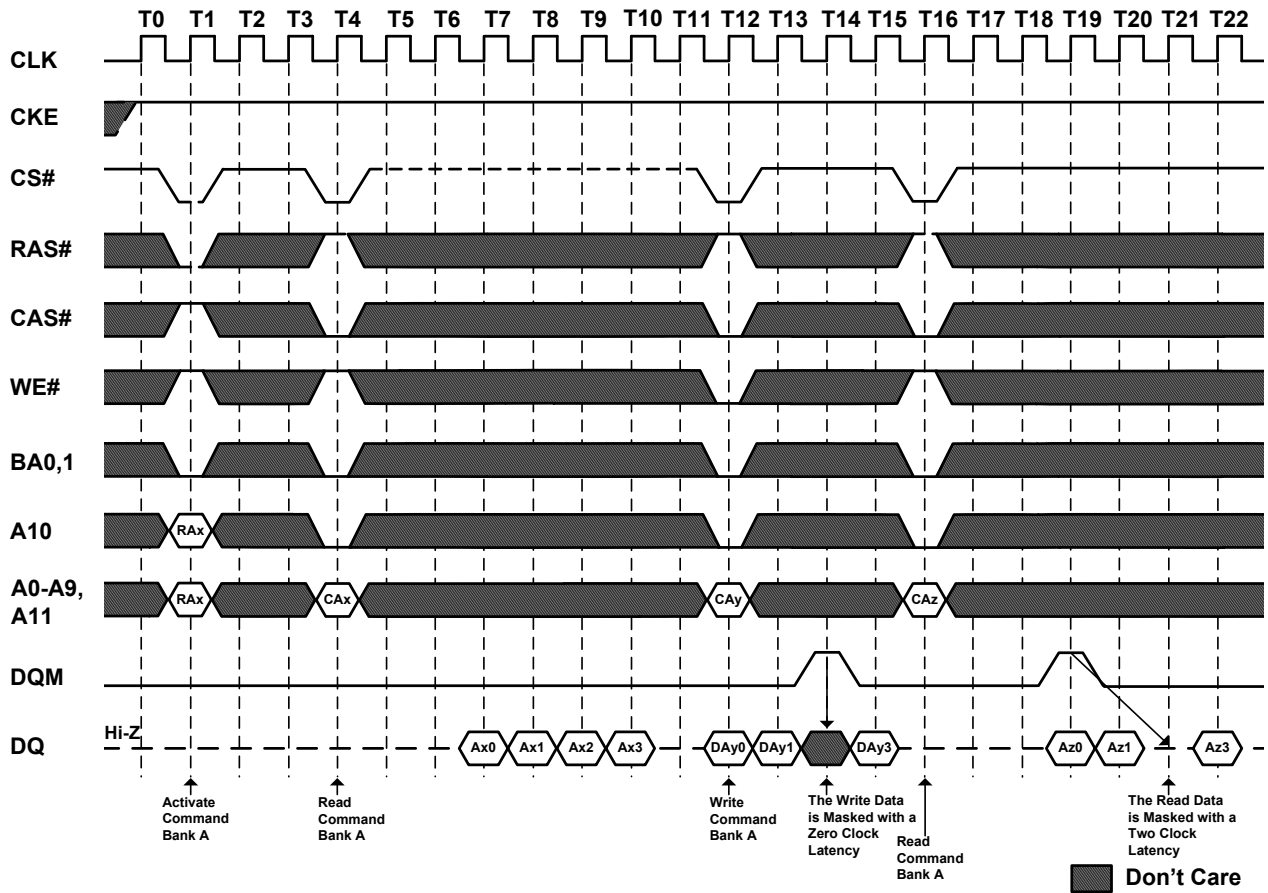 T0 T1 T2 T3 T4 T5 T6 T7 T8 T9 T10 T11 T12 T13 T14 T15 T16 T17 T18 T19 T20 T21 T22
CLK
CKE
CS#
RAS#
CAS#
WE#
BA0,1
A10
RAx
A0-A9,
A11
RAx CAx CAy CAz
DQM
DQ
Hi-Z
Ax0 Ax1 Ax2 Ax3 DAy0 DAy1 DAy3 Az0 Az1 Az3
Activate
Command
Bank A
Read
Command
Bank A
Write
Command
Bank A
The Write Data
is Masked with a
Zero Clock
Latency
Read
Command
Bank A
The Read Data
is Masked with a
Two Clock
Latency
Don't Care